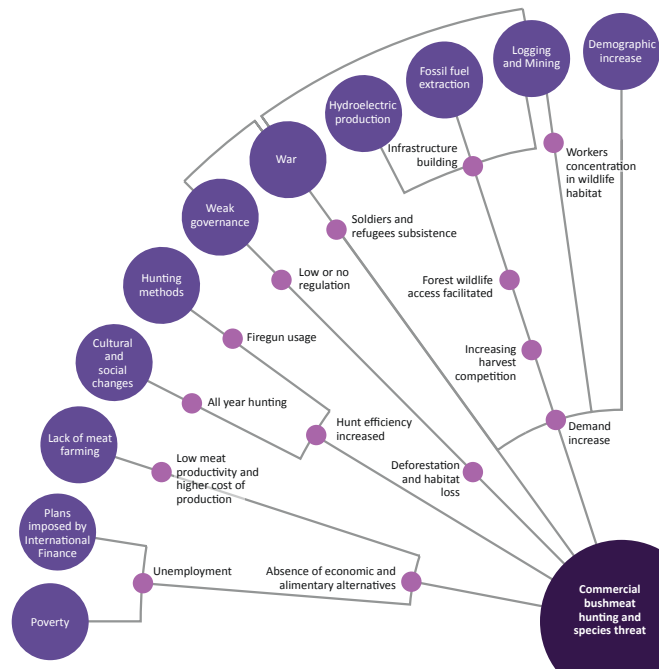 Logging
and Mining
Demographic
increase
Fossil fuel
extraction
Hydroelectric
production
Infrastructure
building
Workers
concentration
in wildlife
habitat
War
Weak
governance
Soldiers and
refugees subsistence
Low or no
regulation
Forest wildlife
access facilitated
Hunting
methods
Firegun usage
Increasing
harvest
competition
Cultural
and
social
changes
All year hunting
Hunt efficiency
increased
Demand
increase
Lack of meat
farming
Low meat
productivity and
higher cost of
production
Deforestation
and habitat
loss
Plans
imposed by
International
Finance
Unemployment
Absence of economic and
alimentary alternatives
Poverty
Commercial
bushmeat
hunting and
species threat